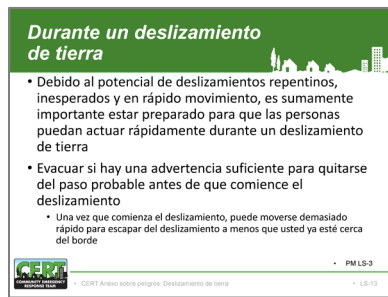 Durante un deslizamiento
de tierra
• Debido al potencial de deslizamientos repentinos,
inesperados y en rápido movimiento, es sumamente
importante estar preparado para que las personas
puedan actuar rápidamente durante un deslizamiento
de tierra
• Evacuar si hay una advertencia suficiente para quitarse
del paso probable antes de que comience el
deslizamiento
• Una vez que comienza el deslizamiento, puede moverse demasiado
rápido para escapar del deslizamiento a menos que usted ya esté cerca
del borde
• PM LS-3
CERT
COMMUNITY EMERGENCY
RESPONSE TEAM
• CERT Anexo sobre peligros: Deslizamiento de tierra
• LS-13